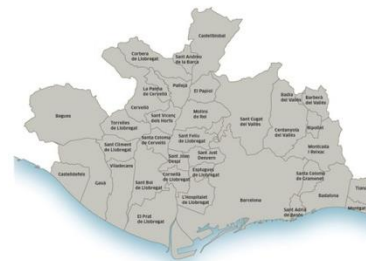 Castellbisbal
Corbera
de Llobregat
Sant Andreu
de la Barca
La Palma
de Cervelló
Pallejà
El Papiol
Badia
del Vallès
Barberà
del Vallès
Begues
Cervelló
Sant Vicenç
dels Horts
Molins
de Rei
Sant Cugat
del Vallès
Cerdanyola
del Vallès
Ripollet
Torrelles
de Llobregat
Santa Coloma
de Cervelló
Sant Feliu
de Llobregat
Montcada
i Reixac
Sant Climent
de Llobregat
Sant Joan
Despí
Sant Just
Desvern
Castelldefels
Gavà
Viladecans
Sant Boi
de Llobregat
Cornellà
de Llobregat
Esplugues
de Llobregat
Santa Coloma
de Gramenet
Tiana
Badalona
Montgat
L'Hospitalet
de Llobregat
Barcelona
El Prat de
Llobregat
Sant Adrià
de Besòs